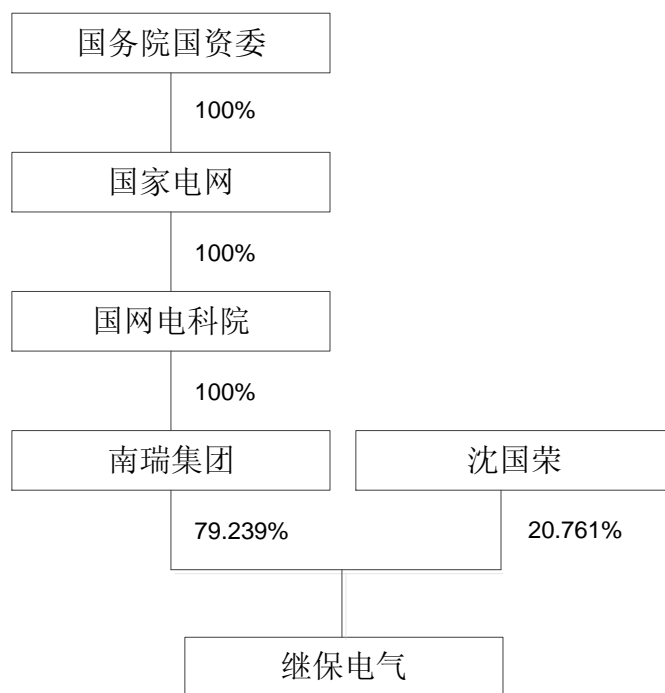 国务院国资委
100%
国家电网
100%
国网电科院
100%
南瑞集团
沈国荣
79.239%
20.761%
继保电气